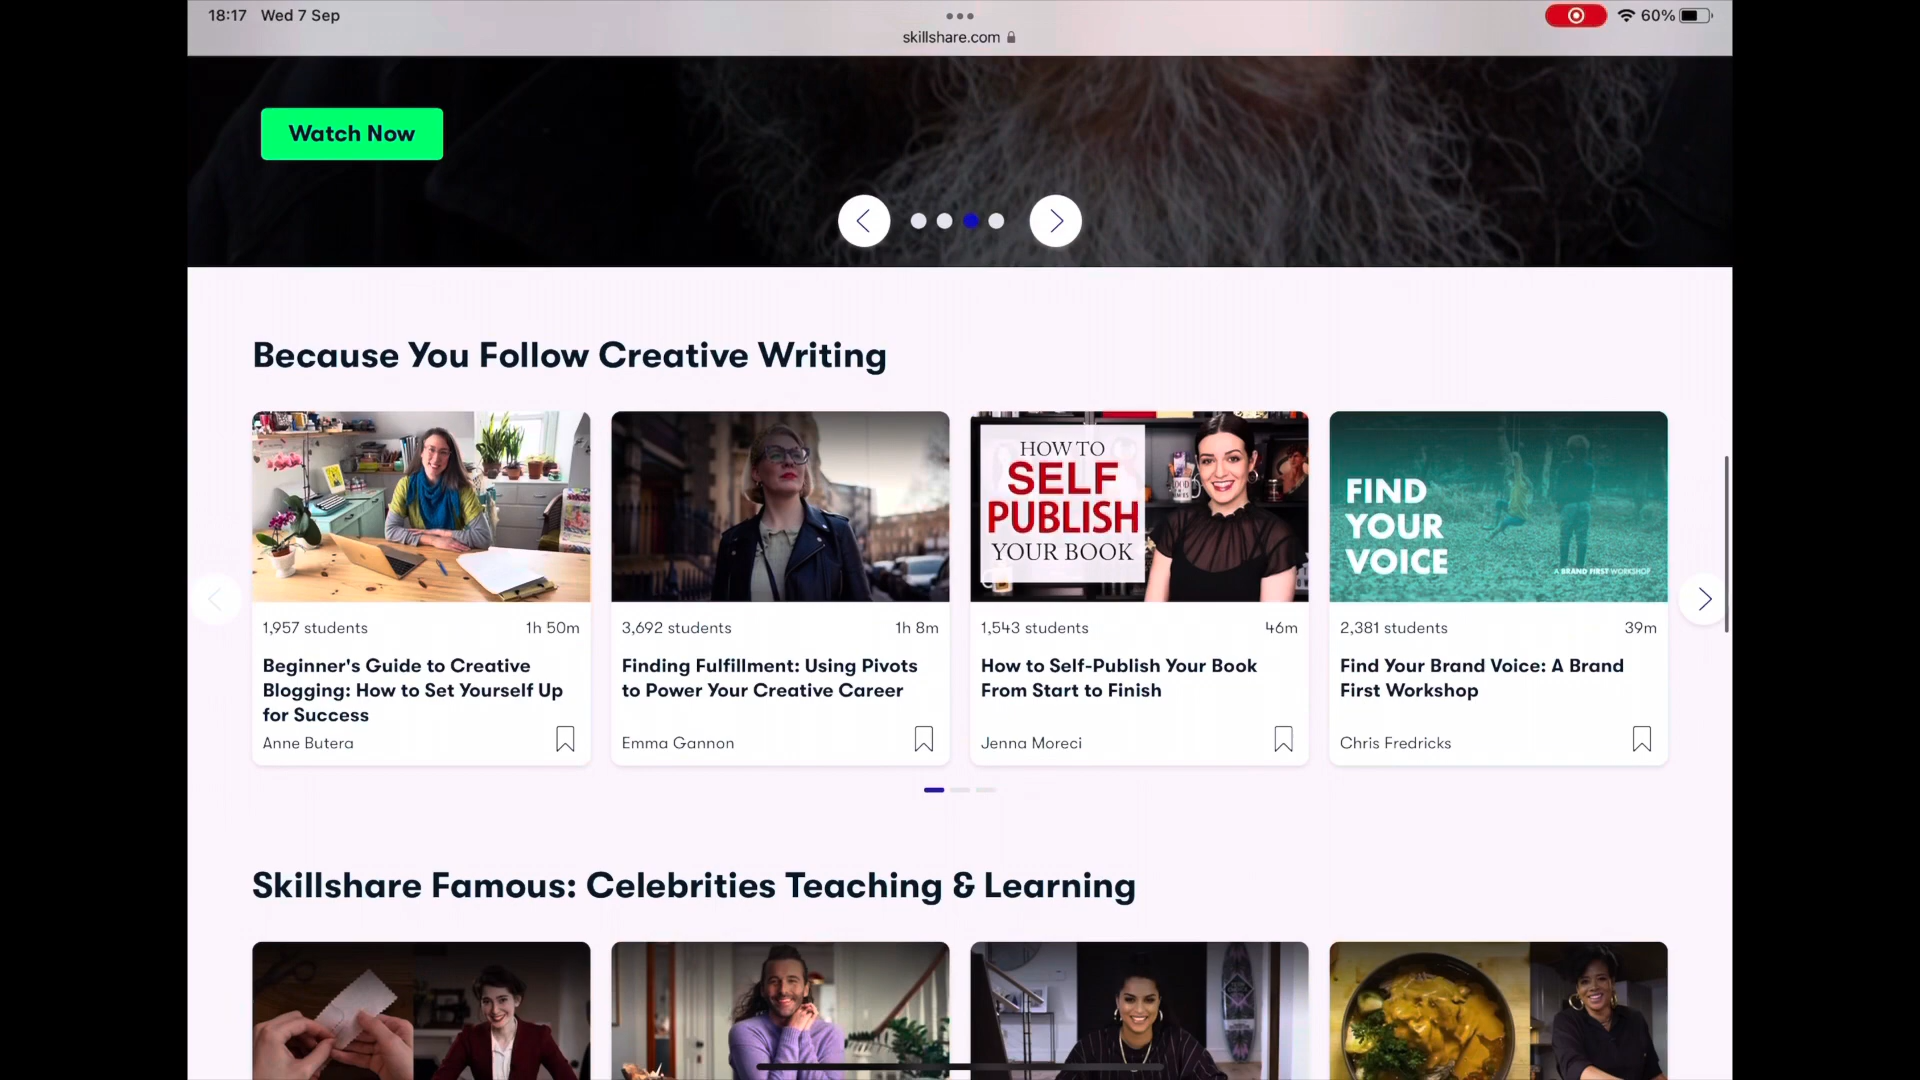 18:17 Wed 7 Sep
60%
skillshare.com
Watch Now
Because You Follow Creative Writing
HOW TO
SELF
PUBLISH
YOUR BOOK
FIND
YOUR
VOICE
A BRAND FIRST WORKSHOP
1,957 students 1h 50m
Beginner's Guide to Creative
Blogging: How to Set Yourself Up
for Success
Anne Butera
3,692 students 1h 8m
Finding Fulfillment: Using Pivots
to Power Your Creative Career
Emma Gannon
1,543 students 46m
How to Self-Publish Your Book
From Start to Finish
Jenna Moreci
2,381 students 39m
Find Your Brand Voice: A Brand
First Workshop
Chris Fredricks
Skillshare Famous: Celebrities Teaching & Learning